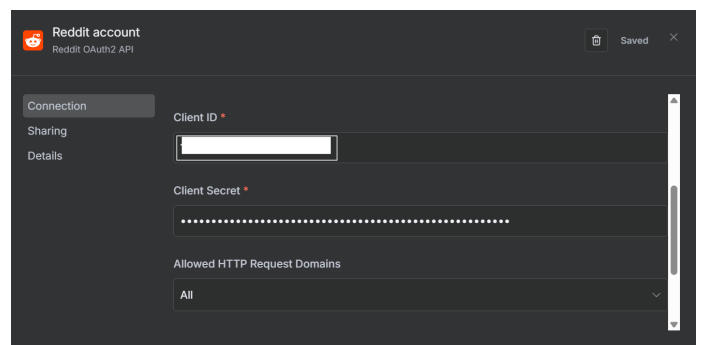 Reddit account
Reddit OAuth2 API
Saved
Connection
Sharing
Details
Client ID *
Client Secret *
••••••••••••••••••••••••••••••••••••••••••••••••••••••
Allowed HTTP Request Domains
All